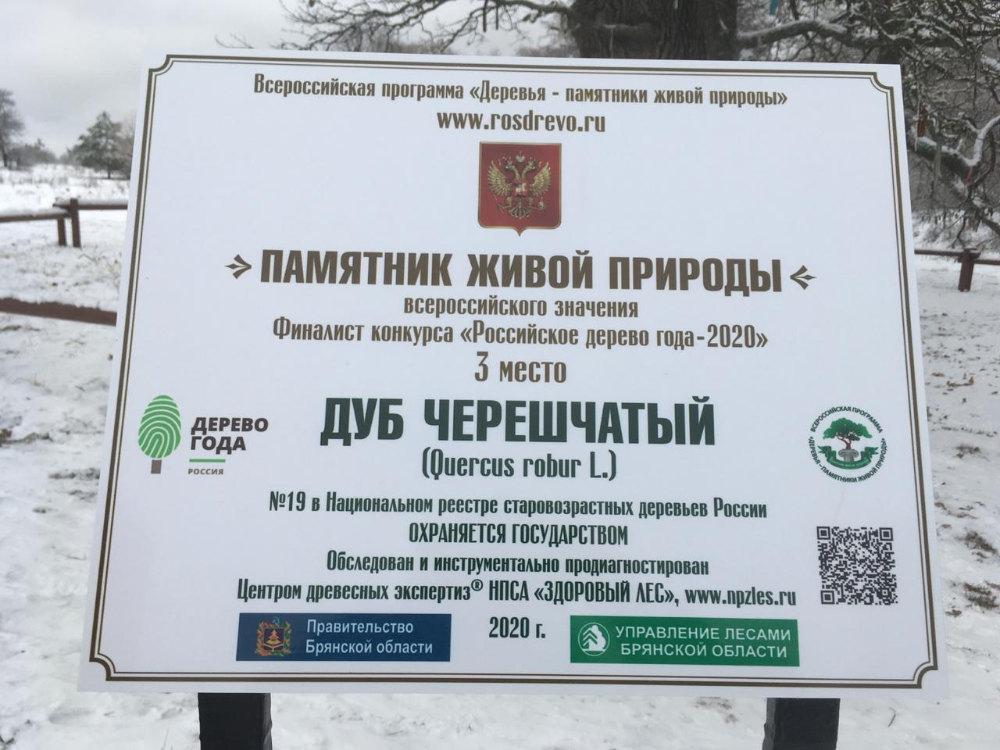 Всероссийская программа «Деревья - памятники живой природы»
www.rosdrevo.ru
ПАМЯТНИК ЖИВОЙ ПРИРОДЫ
всероссийского значения
Финалист конкурса «Российское дерево года-2020»
3 место
ДУБ ЧЕРЕШЧАТЫЙ
(Quercus robur L.)
ДЕРЕВО
ГОДА
РОССИЯ
ВСЕРОССИЙСКАЯ ПРОГРАММА
«ДЕРЕВЬЯ – ПАМЯТНИКИ ЖИВОЙ ПРИРОДЫ»
№19 в Национальном реестре старовозрастных деревьев России
ОХРАНЯЕТСЯ ГОСУДАРСТВОМ
Обследован и инструментально продиагностирован
Центром древесных экспертиз® НПСА «ЗДОРОВЫЙ ЛЕС», www.npzles.ru
Правительство
Брянской области
2020 г.
УПРАВЛЕНИЕ ЛЕСАМИ
БРЯНСКОЙ ОБЛАСТИ